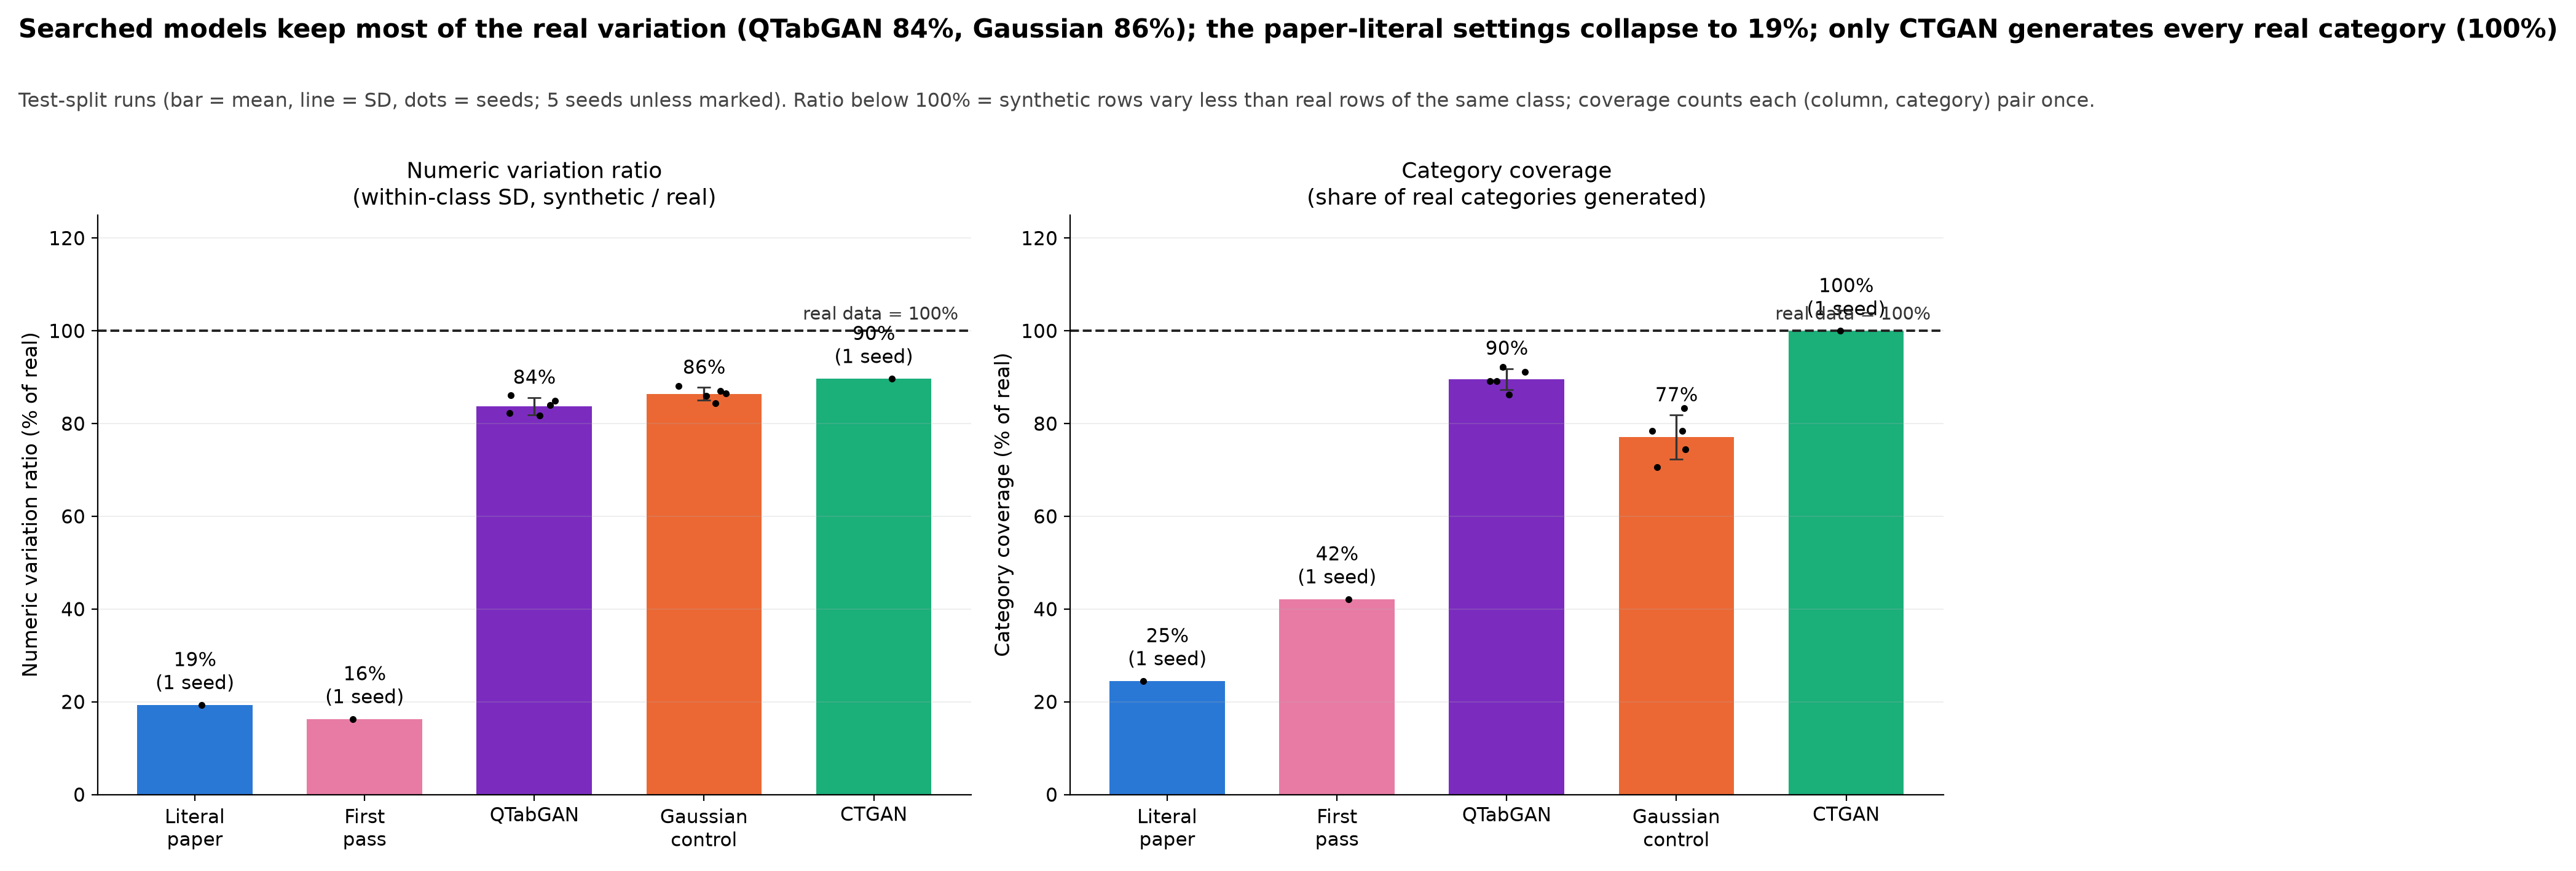 Searched models keep most of the real variation (QTabGAN 84%, Gaussian 86%); the paper-literal settings collapse to 19%; only CTGAN generates every real category (100%)
Test-split runs (bar = mean, line = SD, dots = seeds; 5 seeds unless marked). Ratio below 100% = synthetic rows vary less than real rows of the same class; coverage counts each (column, category) pair once.
Numeric variation ratio
(within-class SD, synthetic / real)
Numeric variation ratio (% of real)
120
100
80
60
40
20
0
real data = 100%
19%
(1 seed)
16%
(1 seed)
84%
86%
90%
(1 seed)
Literal
paper
First
pass
QTabGAN
Gaussian
control
CTGAN
Category coverage
(share of real categories generated)
Category coverage (% of real)
120
100
80
60
40
20
0
25%
(1 seed)
42%
(1 seed)
90%
77%
100%
(1 seed)
real data = 100%
Literal
paper
First
pass
QTabGAN
Gaussian
control
CTGAN